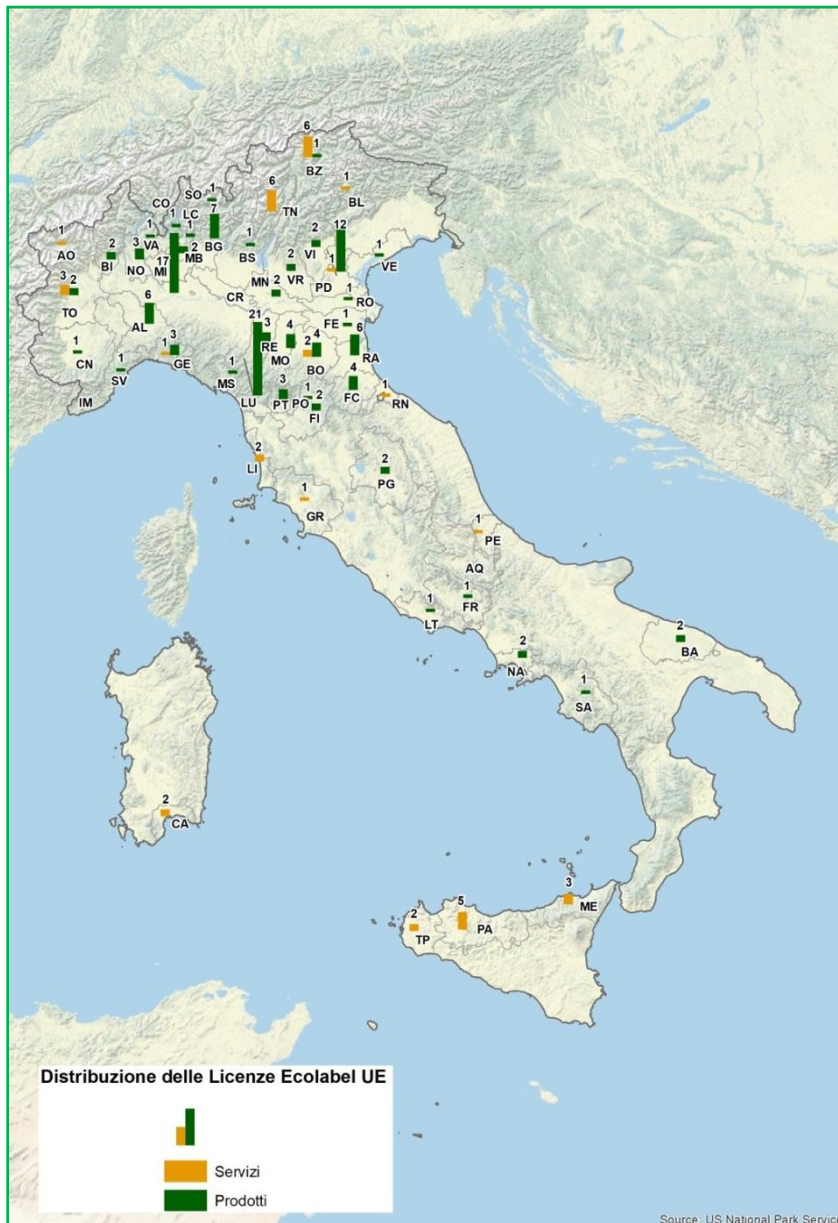 6
1
BZ
6
TN
1
BL
CO
SO
1
1
LC
7
BG
1
VA
1
2
MB
17
MI
1
AO
2
BI
3
NO
1
BS
2
VI
12
1
PD
1
VE
2
VR
MN
2
CR
1
RO
3
2
TO
6
AL
1
CN
1
SV
IM
1
3
GE
1
MS
21
LU
3
RE
4
MO
2
4
BO
FE
1
6
RA
4
FC
1
RN
3
PT
1
PO
2
FI
2
LI
1
GR
2
PG
1
PE
AQ
1
FR
1
LT
2
NA
1
SA
2
BA
2
CA
2
TP
5
PA
3
ME
Distribuzione delle Licenze Ecolabel UE
Servizi
Prodotti
Source: US National Park Service